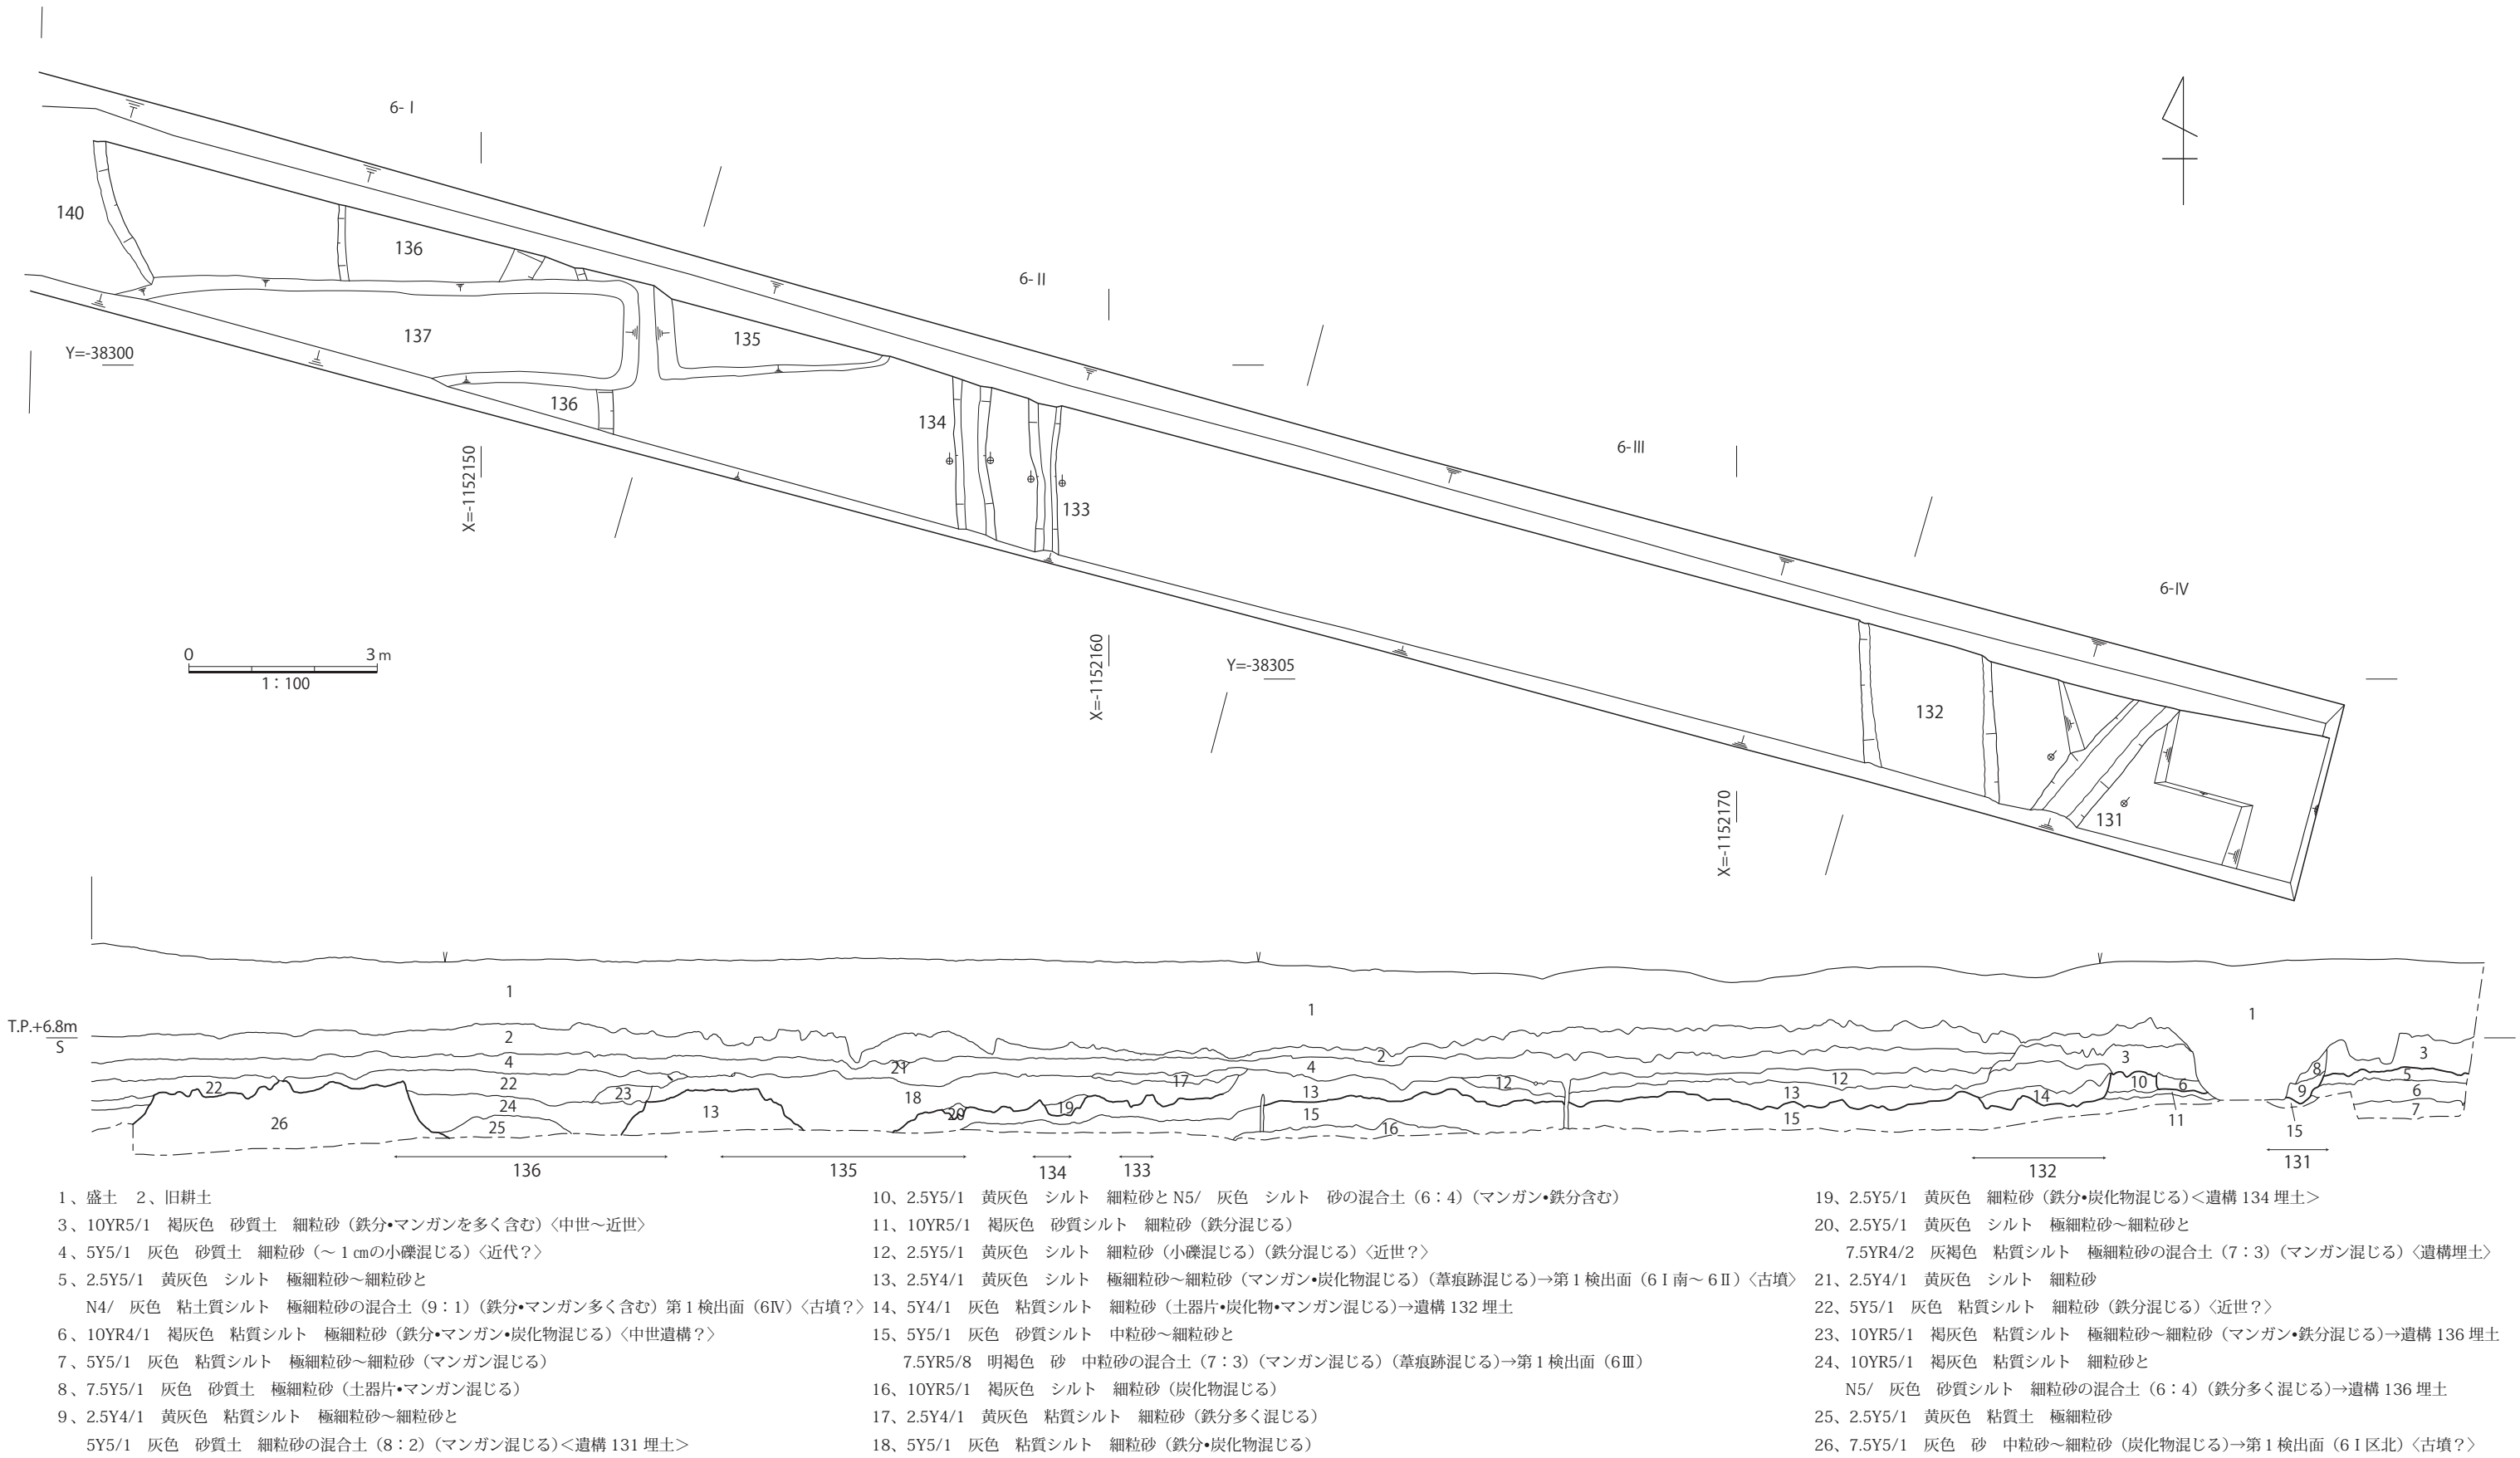 6-Ⅰ
140
136
6-Ⅱ
137
135
Y=-38300
136
134
X=-1152150
6-Ⅲ
133
6-Ⅳ
0 3 m
1：100
X=-1152160
Y=-38305
132
131
X=-1152170
1
1
1
T.P.+6.8m
S
2
2
3
3
4
21
4
8
5
22
22
17
12
12
10
6
6
23
13
18
13
13
9
24
20
19
14
7
26
25
15
16
15
11
15
136
135
134
133
132
131
1、盛土　2、旧耕土
3、10YR5/1　褐灰色　砂質土　細粒砂（鉄分•マンガンを多く含む）〈中世～近世〉
4、5Y5/1　灰色　砂質土　細粒砂（～ 1 ㎝の小礫混じる）〈近代？〉
5、2.5Y5/1　黄灰色　シルト　極細粒砂～細粒砂と
N4/　灰色　粘土質シルト　極細粒砂の混合土（9：1）（鉄分•マンガン多く含む）第 1 検出面（6Ⅳ）〈古墳？〉
6、10YR4/1　褐灰色　粘質シルト　極細粒砂（鉄分•マンガン•炭化物混じる）〈中世遺構？〉
7、5Y5/1　灰色　粘質シルト　極細粒砂～細粒砂（マンガン混じる）
8、7.5Y5/1　灰色　砂質土　極細粒砂（土器片•マンガン混じる）
9、2.5Y4/1　黄灰色　粘質シルト　極細粒砂～細粒砂と
5Y5/1　灰色　砂質土　細粒砂の混合土（8：2）（マンガン混じる）＜遺構 131 埋土＞
10、2.5Y5/1　黄灰色　シルト　細粒砂と N5/　灰色　シルト　砂の混合土（6：4）（マンガン•鉄分含む）
11、10YR5/1　褐灰色　砂質シルト　細粒砂（鉄分混じる）
12、2.5Y5/1　黄灰色　シルト　細粒砂（小礫混じる）（鉄分混じる）〈近世？〉
13、2.5Y4/1　黄灰色　シルト　極細粒砂～細粒砂（マンガン•炭化物混じる）（葦痕跡混じる）→第 1 検出面（6Ⅰ南～ 6Ⅱ）〈古墳〉
14、5Y4/1　灰色　粘質シルト　細粒砂（土器片•炭化物•マンガン混じる）→遺構 132 埋土
15、5Y5/1　灰色　砂質シルト　中粒砂～細粒砂と
7.5YR5/8　明褐色　砂　中粒砂の混合土（7：3）（マンガン混じる）（葦痕跡混じる）→第 1 検出面（6Ⅲ）
16、10YR5/1　褐灰色　シルト　細粒砂（炭化物混じる）
17、2.5Y4/1　黄灰色　粘質シルト　細粒砂（鉄分多く混じる）
18、5Y5/1　灰色　粘質シルト　細粒砂（鉄分•炭化物混じる）
19、2.5Y5/1　黄灰色　細粒砂（鉄分•炭化物混じる）＜遺構 134 埋土＞
20、2.5Y5/1　黄灰色　シルト　極細粒砂～細粒砂と
7.5YR4/2　灰褐色　粘質シルト　極細粒砂の混合土（7：3）（マンガン混じる）〈遺構埋土〉
21、2.5Y4/1　黄灰色　シルト　細粒砂
22、5Y5/1　灰色　粘質シルト　細粒砂（鉄分混じる）〈近世？〉
23、10YR5/1　褐灰色　粘質シルト　極細粒砂～細粒砂（マンガン•鉄分混じる）→遺構 136 埋土
24、10YR5/1　褐灰色　粘質シルト　細粒砂と
N5/　灰色　砂質シルト　細粒砂の混合土（6：4）（鉄分多く混じる）→遺構 136 埋土
25、2.5Y5/1　黄灰色　粘質土　極細粒砂
26、7.5Y5/1　灰色　砂　中粒砂～細粒砂（炭化物混じる）→第 1 検出面（6Ⅰ区北）〈古墳？〉